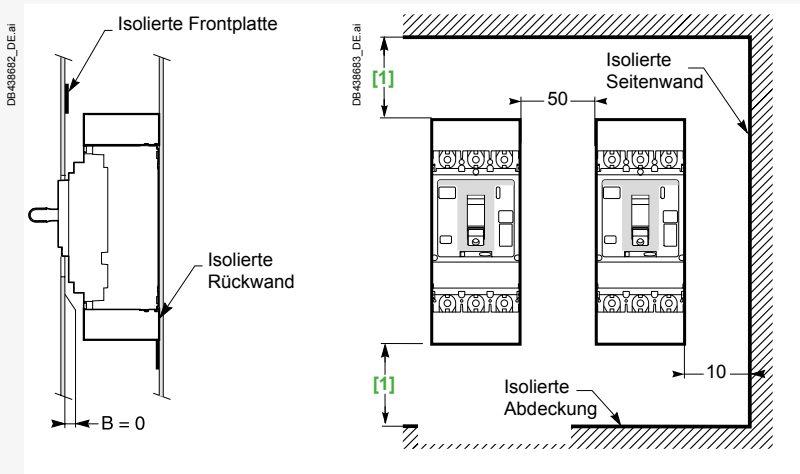 DB438682_DE.ai
Isolierte Frontplatte
Isolierte
Rückwand
B = 0
DB438683_DE.ai
[1]
50
Isolierte
Seitenwand
[1]
10
Isolierte
Abdeckung